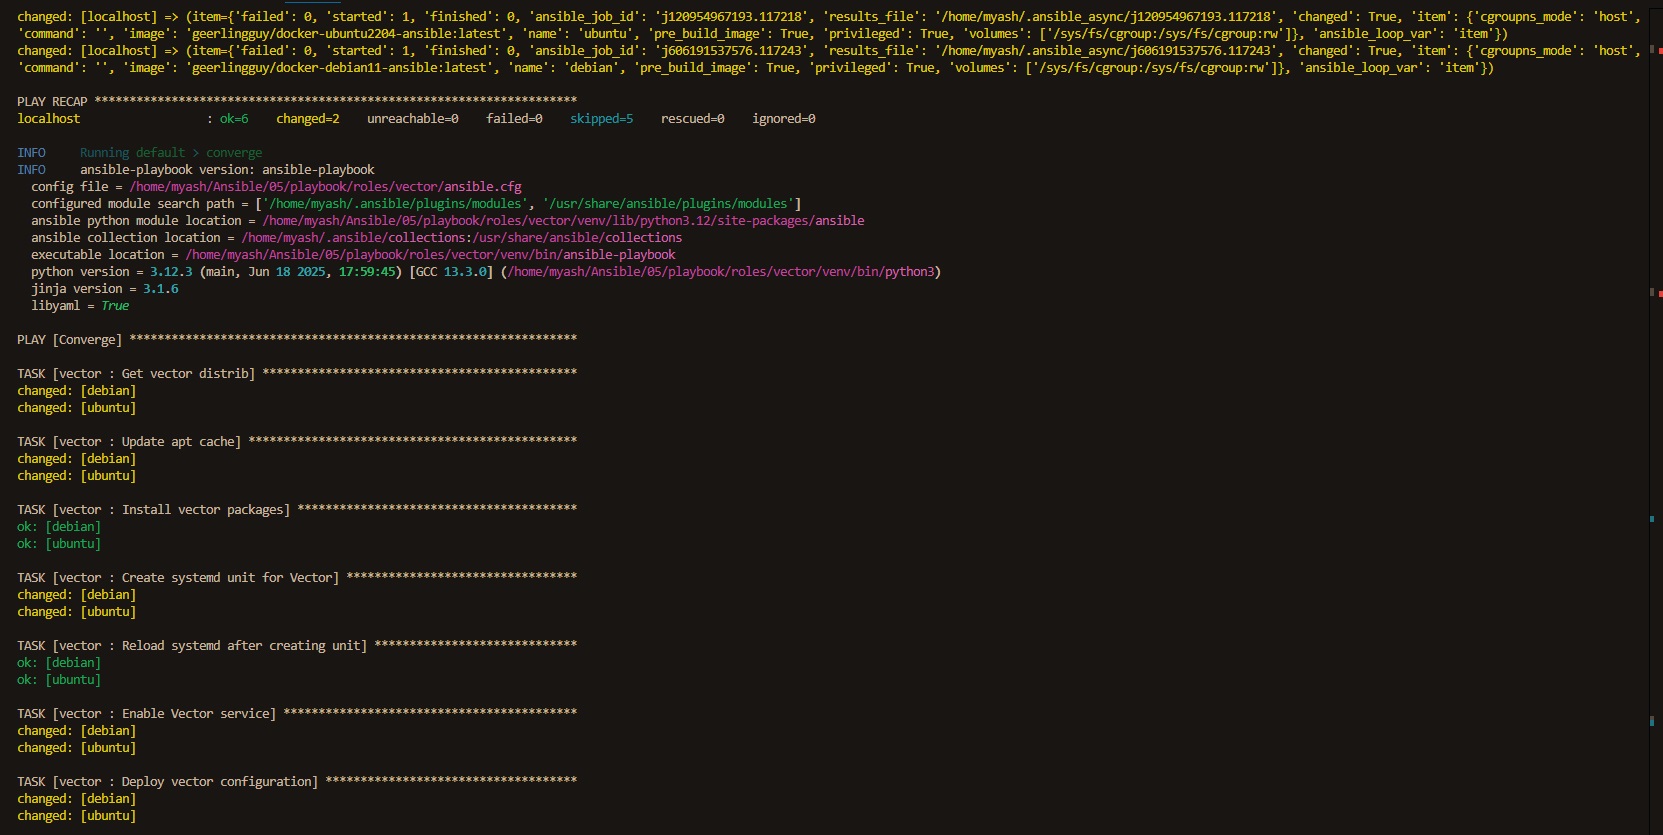 changed: [localhost] => (item={'failed': 0, 'started': 1, 'finished': 0, 'ansible_job_id': 'j120954967193.117218', 'results_file': '/home/myash/.ansible_async/j120954967193.117218', 'changed': True, 'item': {'cgroupns_mode': 'host',
'command': '', 'image': 'geerlingguy/docker-ubuntu2204-ansible:latest', 'name': 'ubuntu', 'pre_build_image': True, 'privileged': True, 'volumes': ['/sys/fs/cgroup:/sys/fs/cgroup:rw']}, 'ansible_loop_var': 'item'})
changed: [localhost] => (item={'failed': 0, 'started': 1, 'finished': 0, 'ansible_job_id': 'j606191537576.117243', 'results_file': '/home/myash/.ansible_async/j606191537576.117243', 'changed': True, 'item': {'cgroupns_mode': 'host',
'command': '', 'image': 'geerlingguy/docker-debian11-ansible:latest', 'name': 'debian', 'pre_build_image': True, 'privileged': True, 'volumes': ['/sys/fs/cgroup:/sys/fs/cgroup:rw']}, 'ansible_loop_var': 'item'})
PLAY RECAP *********************************************************************
localhost : ok=6 changed=2 unreachable=0 failed=0 skipped=5 rescued=0 ignored=0
INFO Running default > converge
INFO ansible-playbook version: ansible-playbook
config file = /home/myash/Ansible/05/playbook/roles/vector/ansible.cfg
configured module search path = ['/home/myash/.ansible/plugins/modules', '/usr/share/ansible/plugins/modules']
ansible python module location = /home/myash/Ansible/05/playbook/roles/vector/venv/lib/python3.12/site-packages/ansible
ansible collection location = /home/myash/.ansible/collections:/usr/share/ansible/collections
executable location = /home/myash/Ansible/05/playbook/roles/vector/venv/bin/ansible-playbook
python version = 3.12.3 (main, Jun 18 2025, 17:59:45) [GCC 13.3.0] (/home/myash/Ansible/05/playbook/roles/vector/venv/bin/python3)
jinja version = 3.1.6
libyaml = True
PLAY [Converge] ****************************************************************
TASK [vector : Get vector distrib] *********************************************
changed: [debian]
changed: [ubuntu]
TASK [vector : Update apt cache] ***********************************************
changed: [debian]
changed: [ubuntu]
TASK [vector : Install vector packages] ****************************************
ok: [debian]
ok: [ubuntu]
TASK [vector : Create systemd unit for Vector] *********************************
changed: [debian]
changed: [ubuntu]
TASK [vector : Reload systemd after creating unit] *****************************
ok: [debian]
ok: [ubuntu]
TASK [vector : Enable Vector service] ******************************************
changed: [debian]
changed: [ubuntu]
TASK [vector : Deploy vector configuration] ************************************
changed: [debian]
changed: [ubuntu]